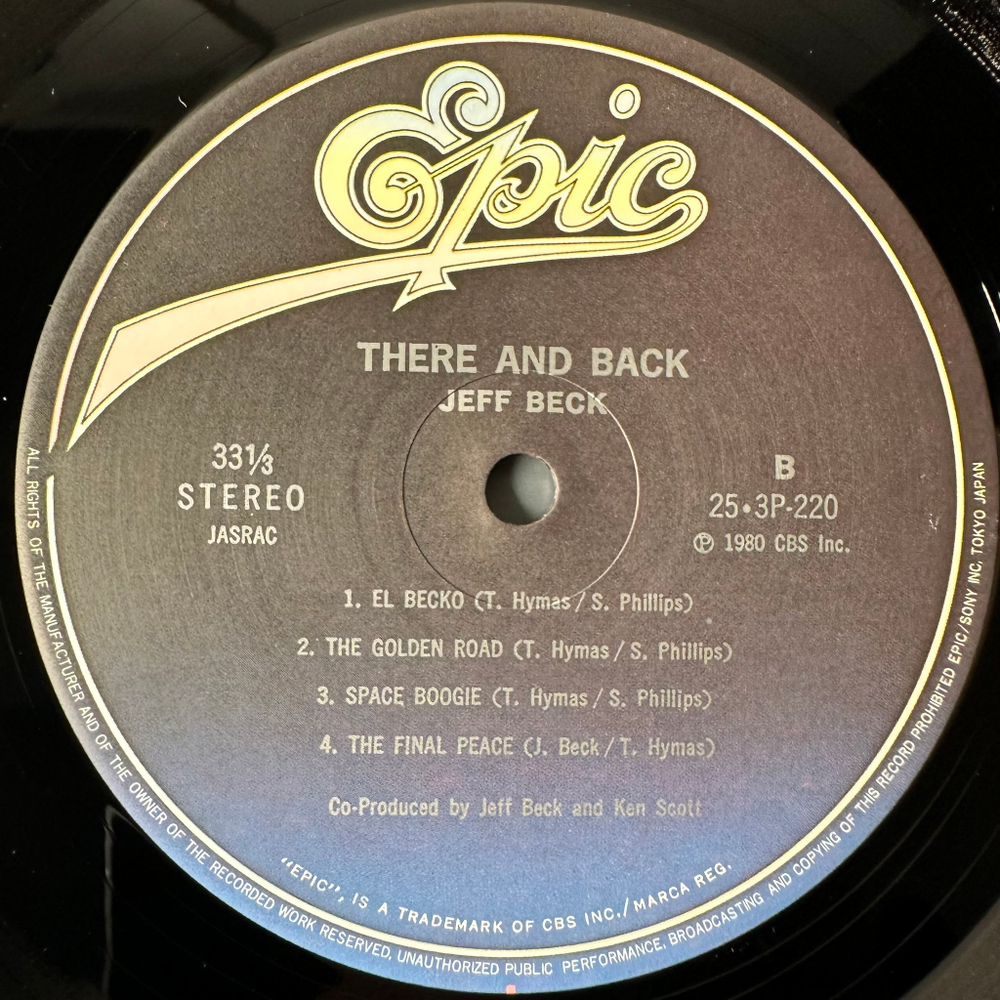 Epic
THERE AND BACK
JEFF BECK
33⅓
STEREO
JASRAC
B
25•3P-220
℗ 1980 CBS Inc.
1. EL BECKO (T. Hymas / S. Phillips)
2. THE GOLDEN ROAD (T. Hymas / S. Phillips)
3. SPACE BOOGIE (T. Hymas / S. Phillips)
4. THE FINAL PEACE (J. Beck / T. Hymas)
Co-Produced by Jeff Beck and Ken Scott
"EPIC", IS A TRADEMARK OF CBS INC./MARCA REG.
ALL RIGHTS OF THE MANUFACTURER AND OF THE OWNER OF THE RECORDED WORK RESERVED, UNAUTHORIZED PUBLIC PERFORMANCE, BROADCASTING AND COPYING OF THIS RECORD PROHIBITED EPIC/SONY INC, TOKYO JAPAN